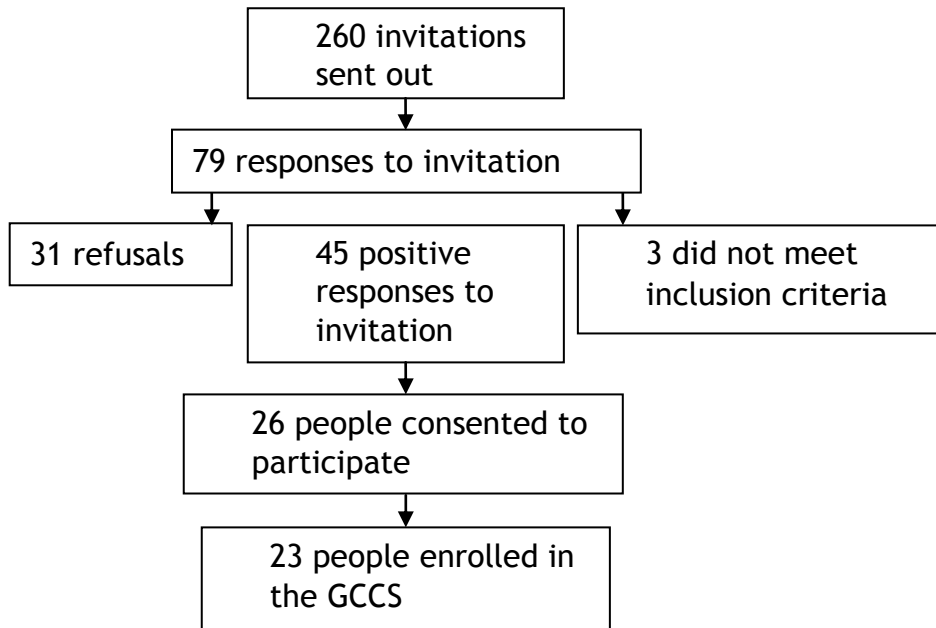 260 invitations
sent out
79 responses to invitation
31 refusals
45 positive
responses to
invitation
3 did not meet
inclusion criteria
26 people consented to
participate
23 people enrolled in
the GCCS